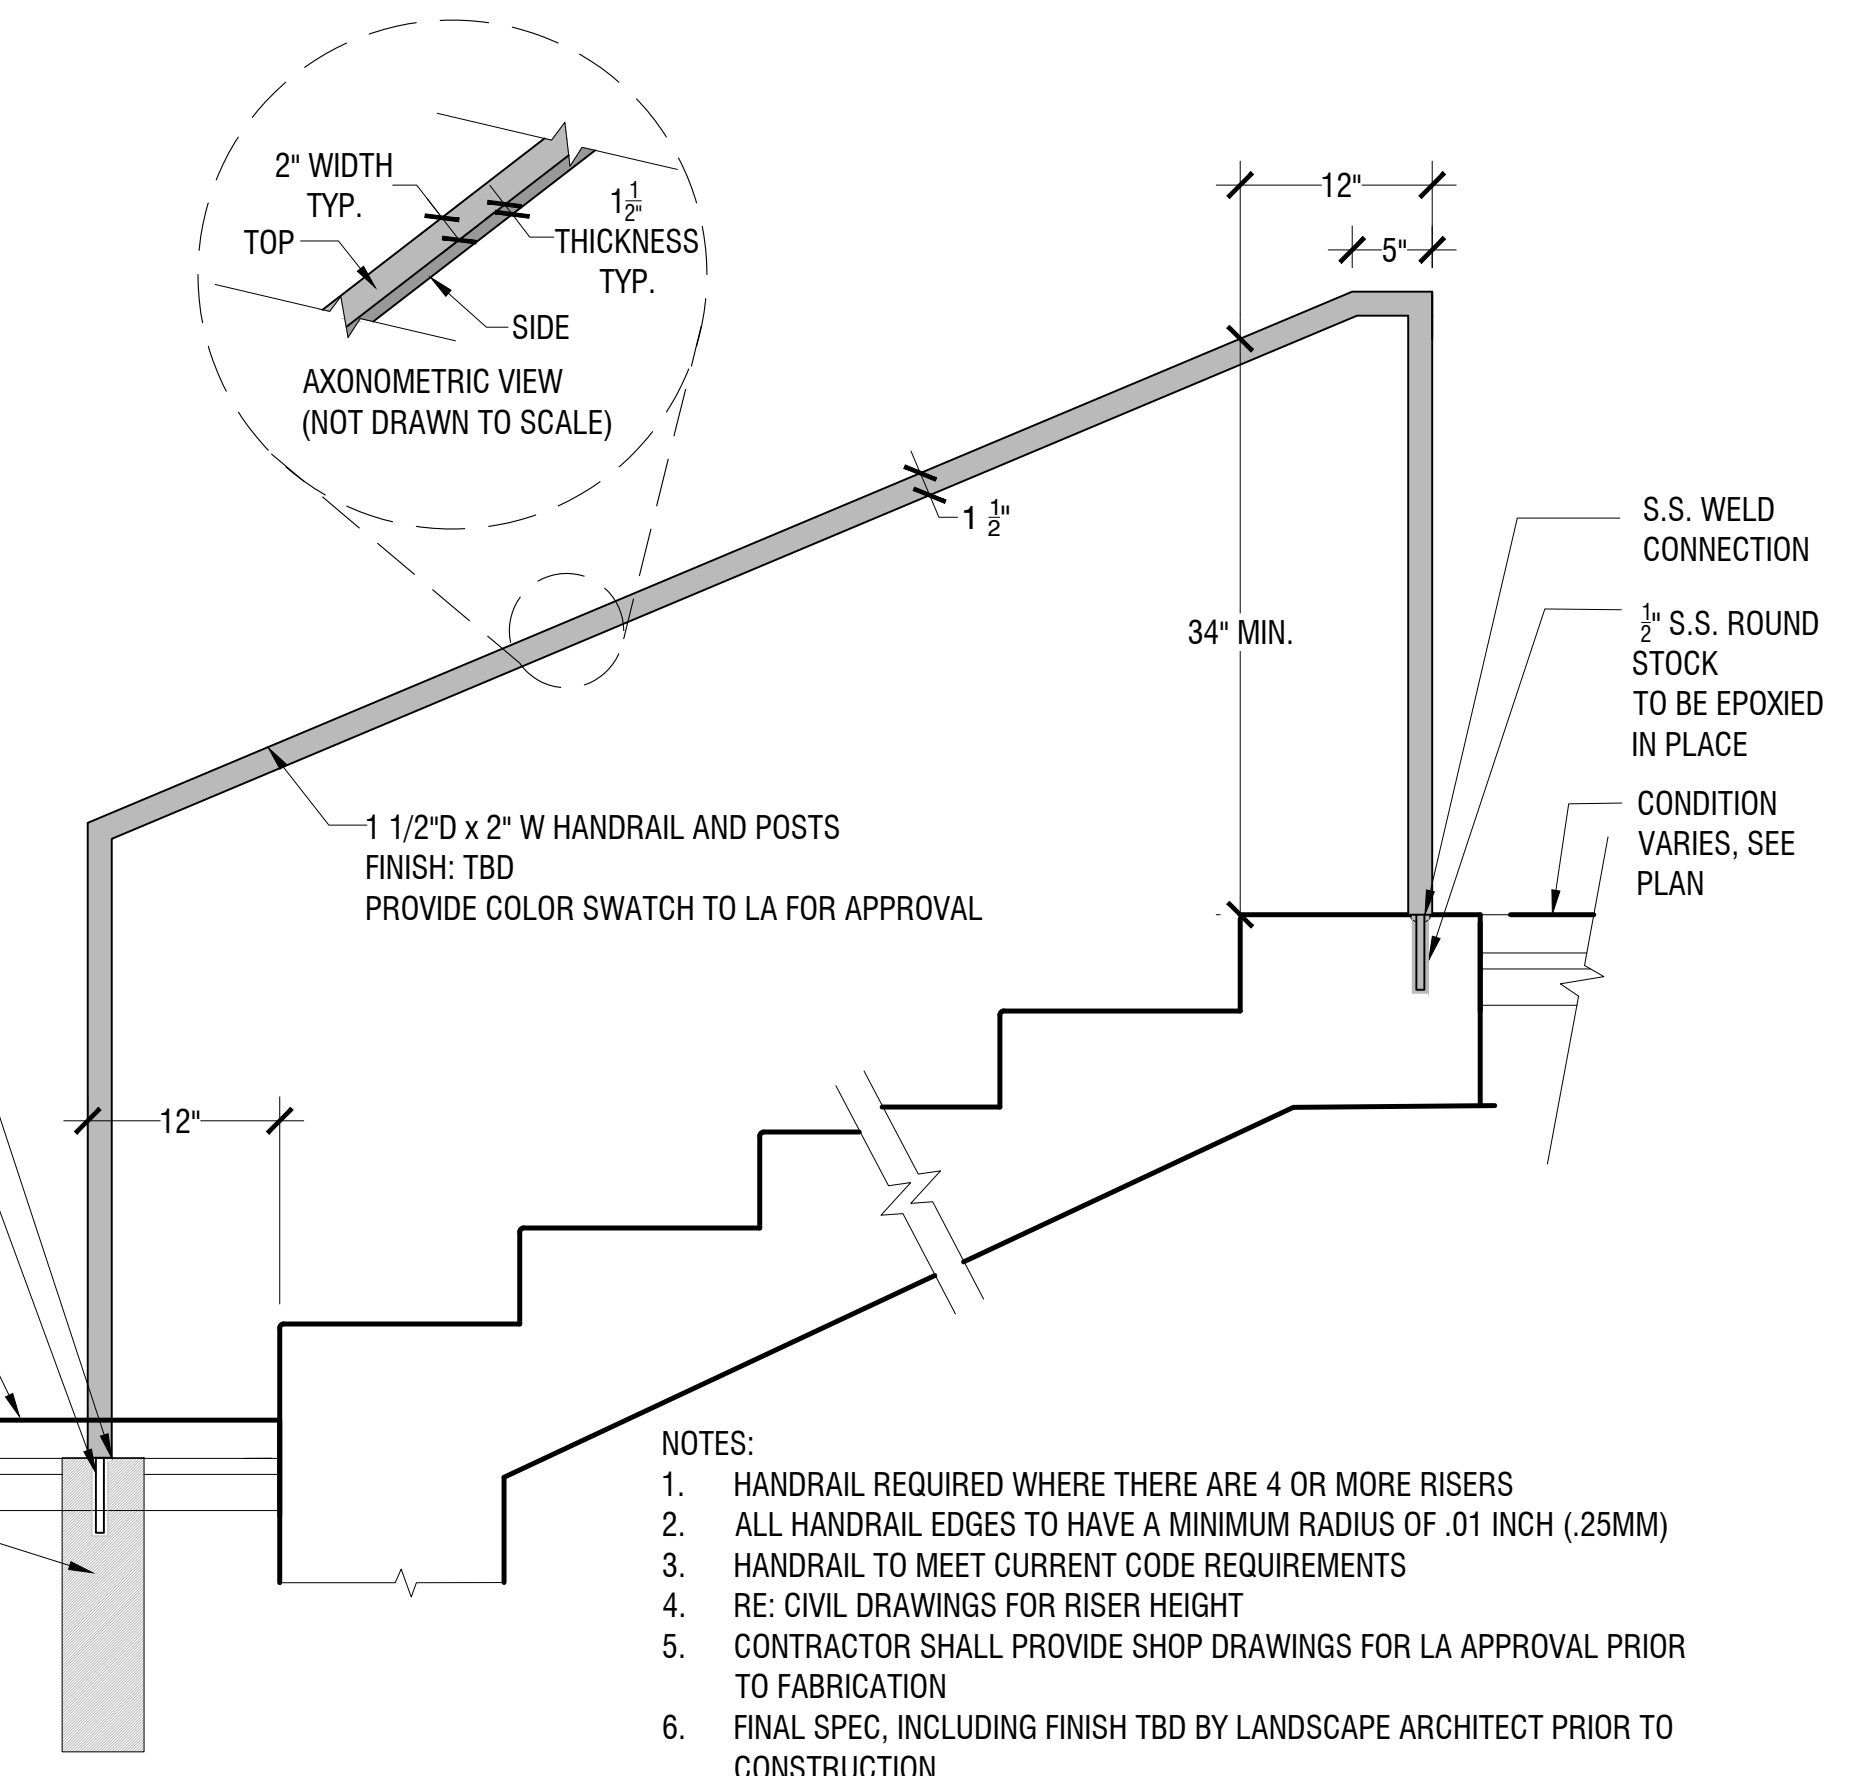 2" WIDTH
TYP.
TOP
1 1/2"
THICKNESS
TYP.
SIDE
AXONOMETRIC VIEW
(NOT DRAWN TO SCALE)
12"
5"
1 1/2"
34" MIN.
S.S. WELD
CONNECTION
1/2" S.S. ROUND
STOCK
TO BE EPOXIED
IN PLACE
CONDITION
VARIES, SEE
PLAN
1 1/2"D x 2" W HANDRAIL AND POSTS
FINISH: TBD
PROVIDE COLOR SWATCH TO LA FOR APPROVAL
12"
NOTES:
1. HANDRAIL REQUIRED WHERE THERE ARE 4 OR MORE RISERS
2. ALL HANDRAIL EDGES TO HAVE A MINIMUM RADIUS OF .01 INCH (.25MM)
3. HANDRAIL TO MEET CURRENT CODE REQUIREMENTS
4. RE: CIVIL DRAWINGS FOR RISER HEIGHT
5. CONTRACTOR SHALL PROVIDE SHOP DRAWINGS FOR LA APPROVAL PRIOR
TO FABRICATION
6. FINAL SPEC, INCLUDING FINISH TBD BY LANDSCAPE ARCHITECT PRIOR TO
CONSTRUCTION